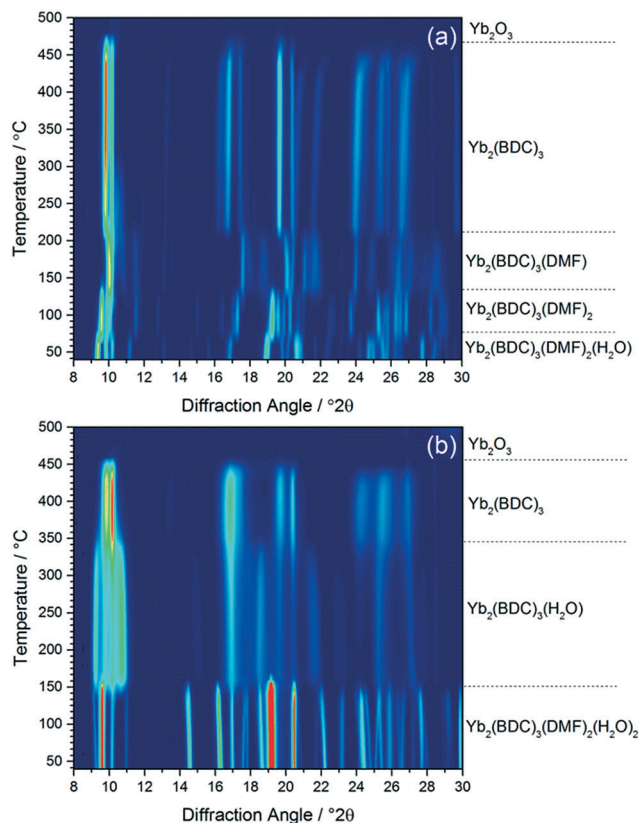 (a)
500
450
400
350
300
250
200
150
100
50
Temperature / °C
8 10 12 14 16 18 20 22 24 26 28 30
Diffraction Angle / °2θ
Yb₂O₃
Yb₂(BDC)₃
Yb₂(BDC)₃(DMF)
Yb₂(BDC)₃(DMF)₂
Yb₂(BDC)₃(DMF)₂(H₂O)
(b)
500
450
400
350
300
250
200
150
100
50
Temperature / °C
8 10 12 14 16 18 20 22 24 26 28 30
Diffraction Angle / °2θ
Yb₂O₃
Yb₂(BDC)₃
Yb₂(BDC)₃(H₂O)
Yb₂(BDC)₃(DMF)₂(H₂O)₂